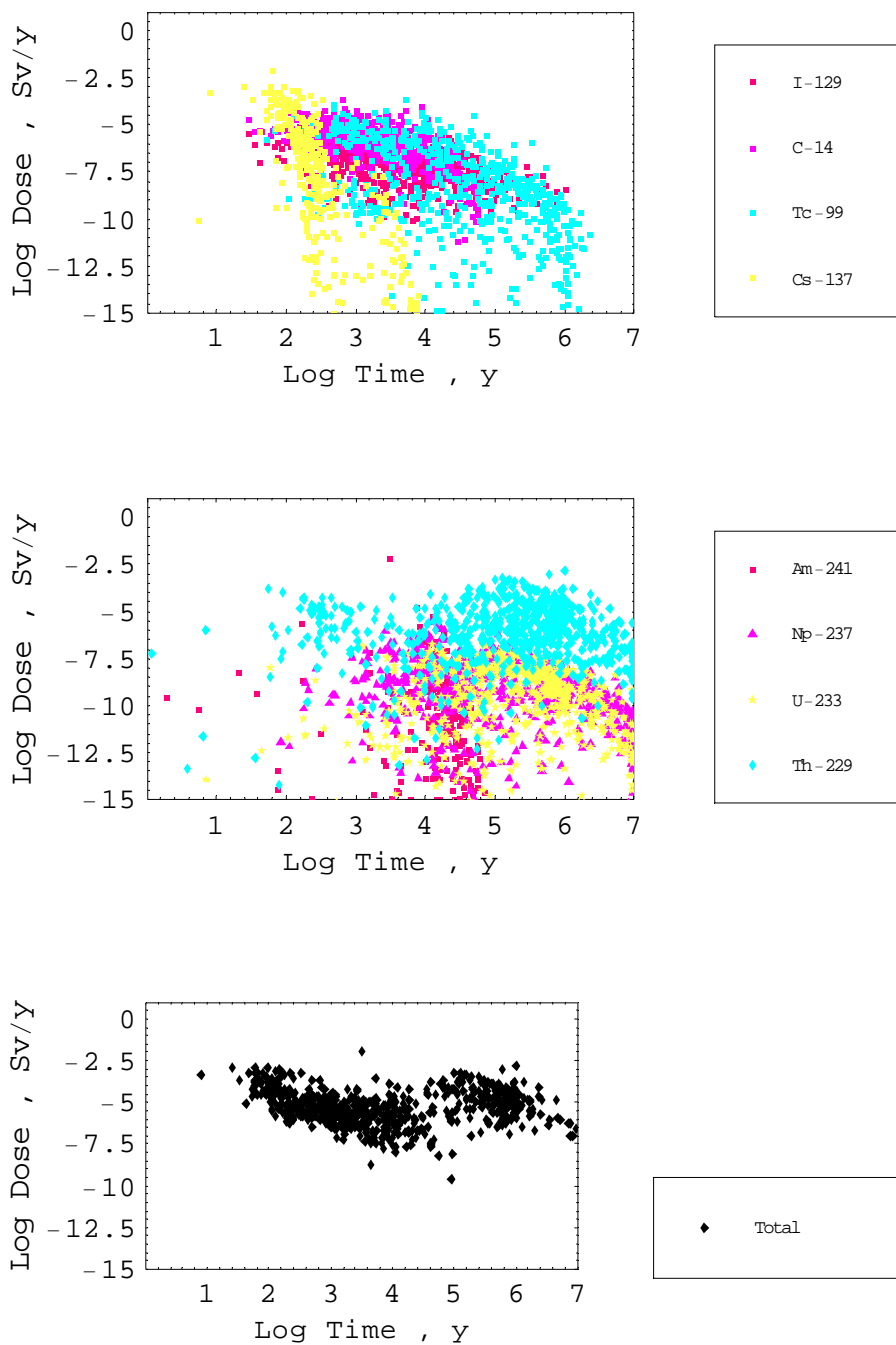 Log Dose , Sv/y
0
−2.5
−5
−7.5
−10
−12.5
−15
1 2 3 4 5 6 7
Log Time , y
I−129
C−14
Tc−99
Cs−137
Log Dose , Sv/y
0
−2.5
−5
−7.5
−10
−12.5
−15
1 2 3 4 5 6 7
Log Time , y
Am−241
Np−237
U−233
Th−229
Log Dose , Sv/y
0
−2.5
−5
−7.5
−10
−12.5
−15
1 2 3 4 5 6 7
Log Time , y
Total